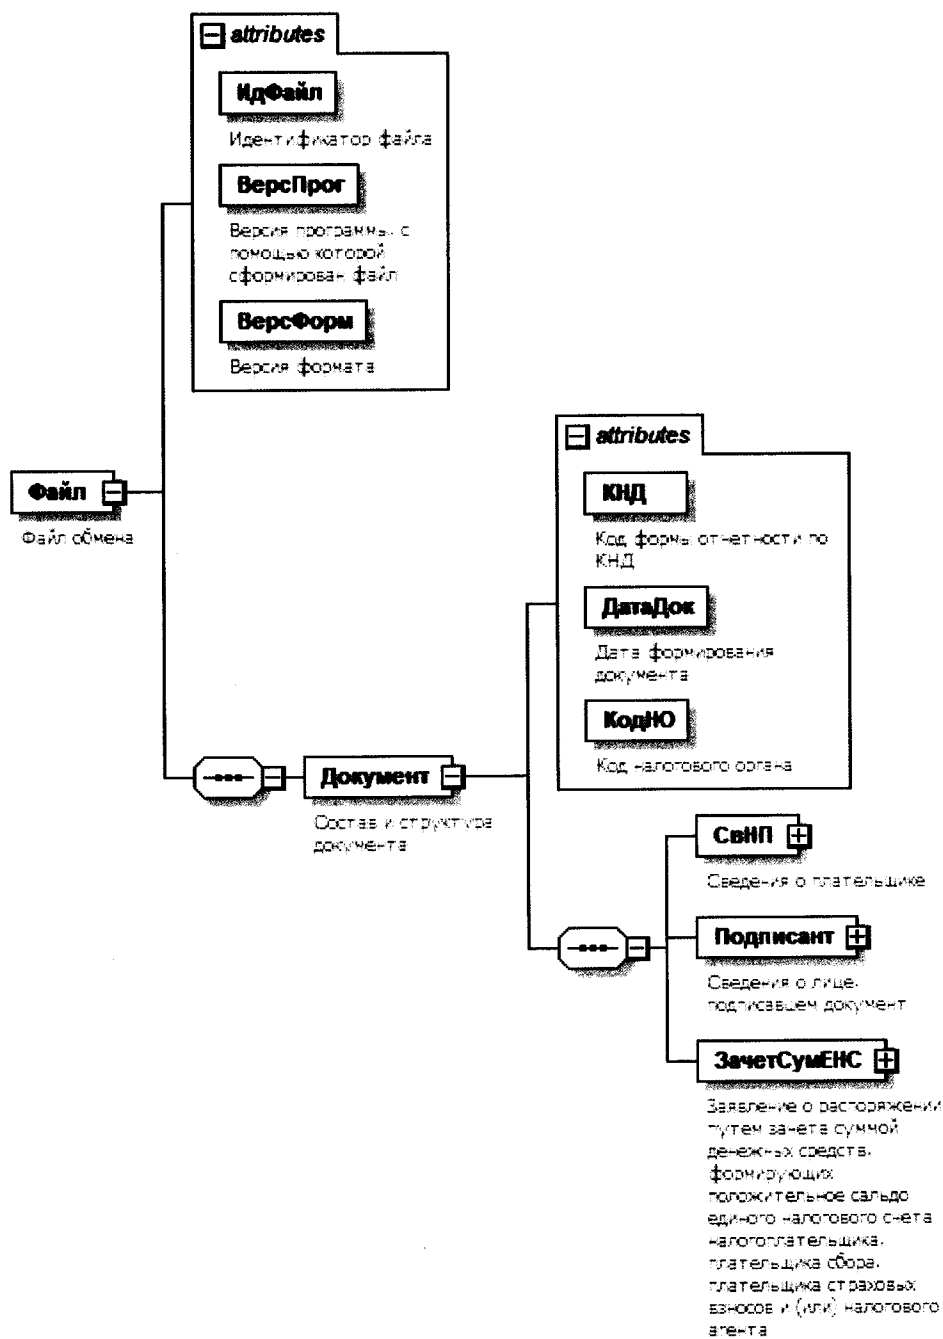 attributes
ИдФайл
Идентификатор файла
ВерсПрог
Версия программы, с
помощью которой
сформирован файл
ВерсФорм
Версия формата
Файл
Файл обмена
attributes
КНД
Код формы отчетности по
КНД
ДатаДок
Дата формирования
документа
КодНО
Код налогового органа
Документ
Состав и структура
документа
СвНП
Сведения о плательщике
Подписант
Сведения о лице,
подписавшем документ
ЗачетСумЕНС
Заявление о распоряжении
путем зачета суммой
денежных средств,
формирующих
положительное сальдо
единого налогового счета
налогоплательщика,
плательщика сбора,
плательщика страховых
взносов и (или) налогового
агента